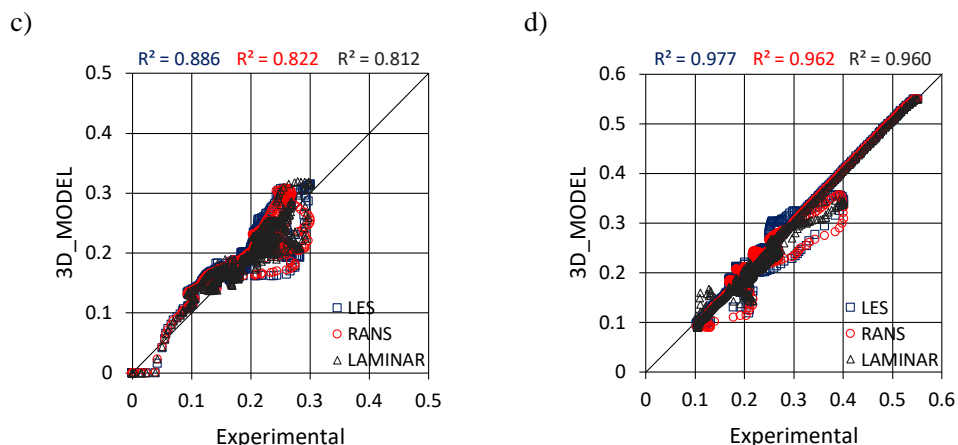 c)
R² = 0.886 R² = 0.822 R² = 0.812
0.5
0.4
0.3
0.2
0.1
0
3D_MODEL
LES
RANS
LAMINAR
0 0.1 0.2 0.3 0.4 0.5
Experimental
d)
R² = 0.977 R² = 0.962 R² = 0.960
0.6
0.5
0.4
0.3
0.2
0.1
0
3D_MODEL
LES
RANS
LAMINAR
0 0.1 0.2 0.3 0.4 0.5 0.6
Experimental